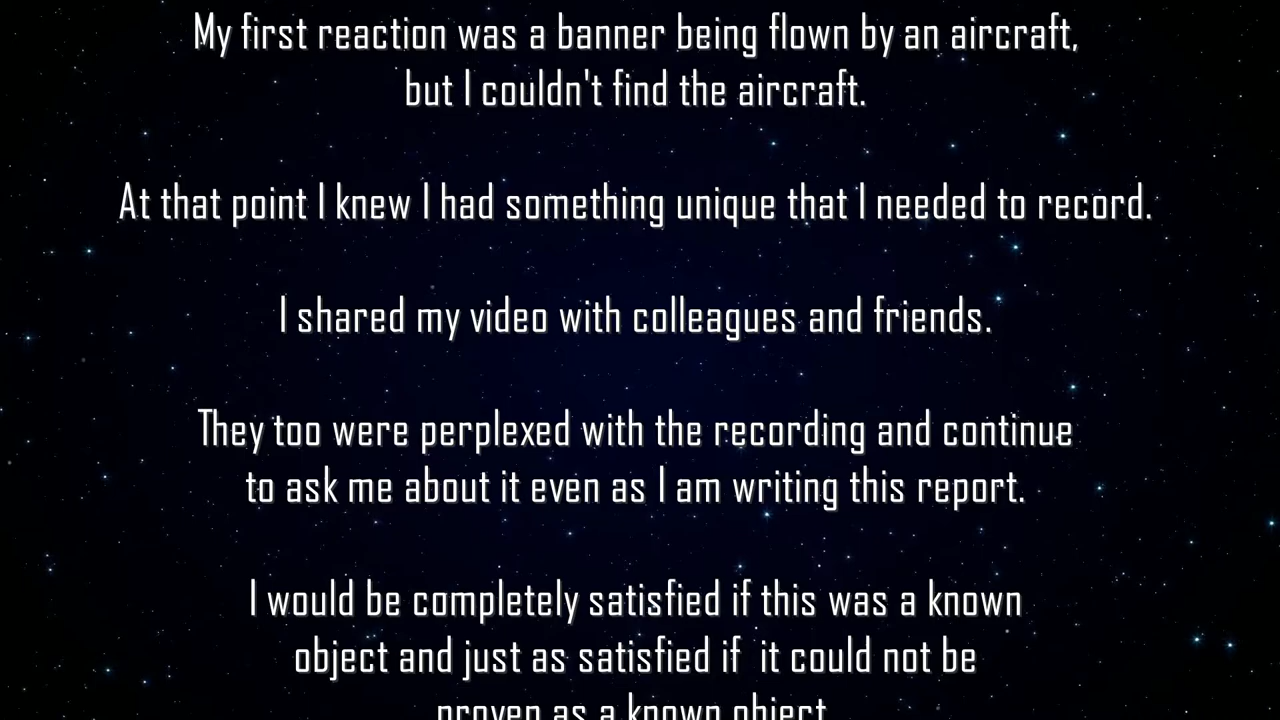 My first reaction was a banner being flown by an aircraft,
but I couldn't find the aircraft.
At that point I knew I had something unique that I needed to record.
I shared my video with colleagues and friends.
They too were perplexed with the recording and continue
to ask me about it even as I am writing this report.
I would be completely satisfied if this was a known
object and just as satisfied if  it could not be
proven as a known object